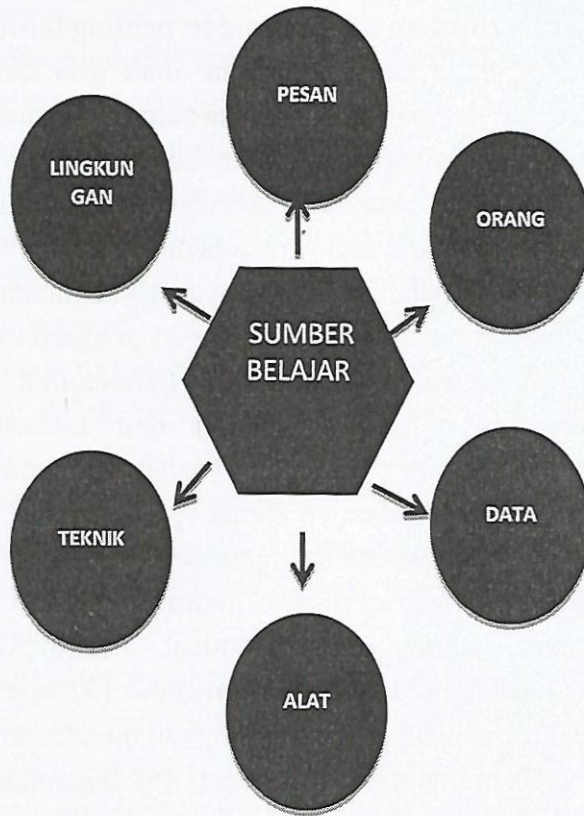 PESAN
LINGKUN
GAN
ORANG
SUMBER
BELAJAR
TEKNIK
DATA
ALAT